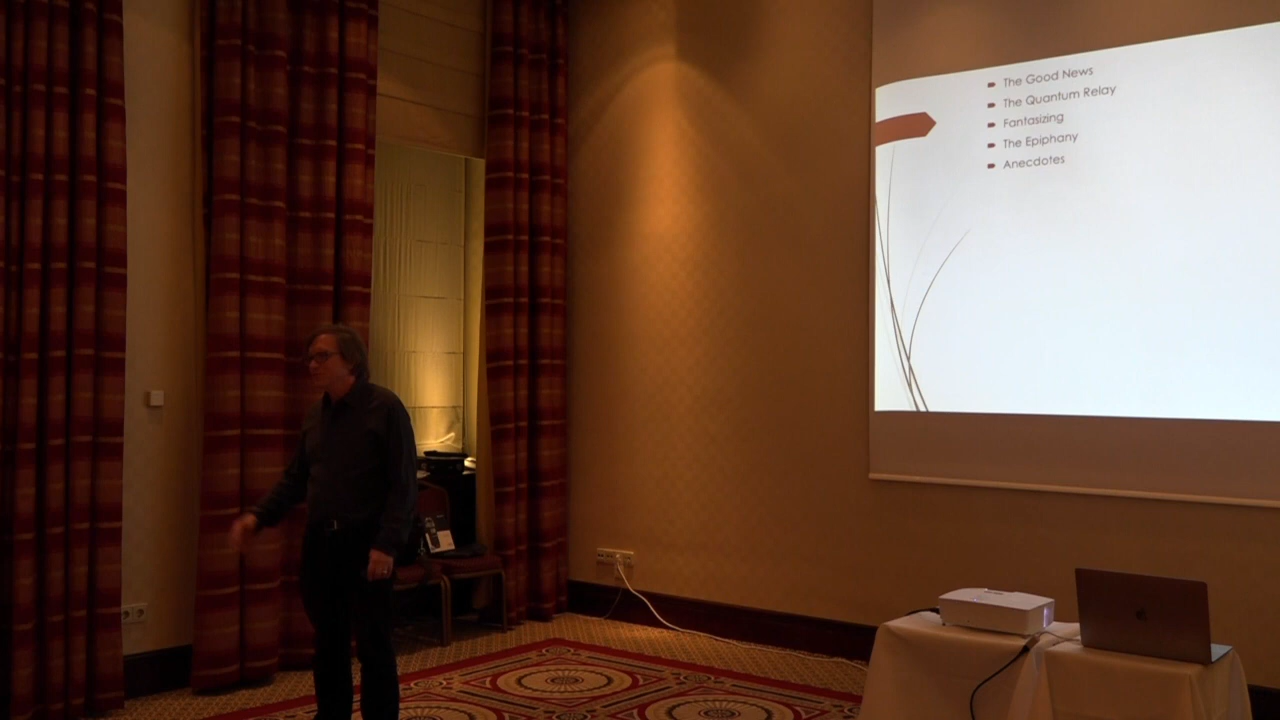 The Good News
The Quantum Relay
Fantasizing
The Epiphany
Anecdotes